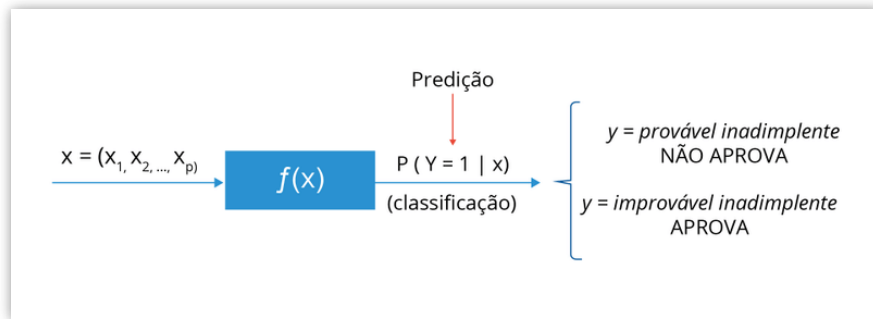 Predição
x = (x1, x2, ..., xp)
f(x)
P ( Y = 1 | x)
(classificação)
y = provável inadimplente
NÃO APROVA
y = improvável inadimplente
APROVA